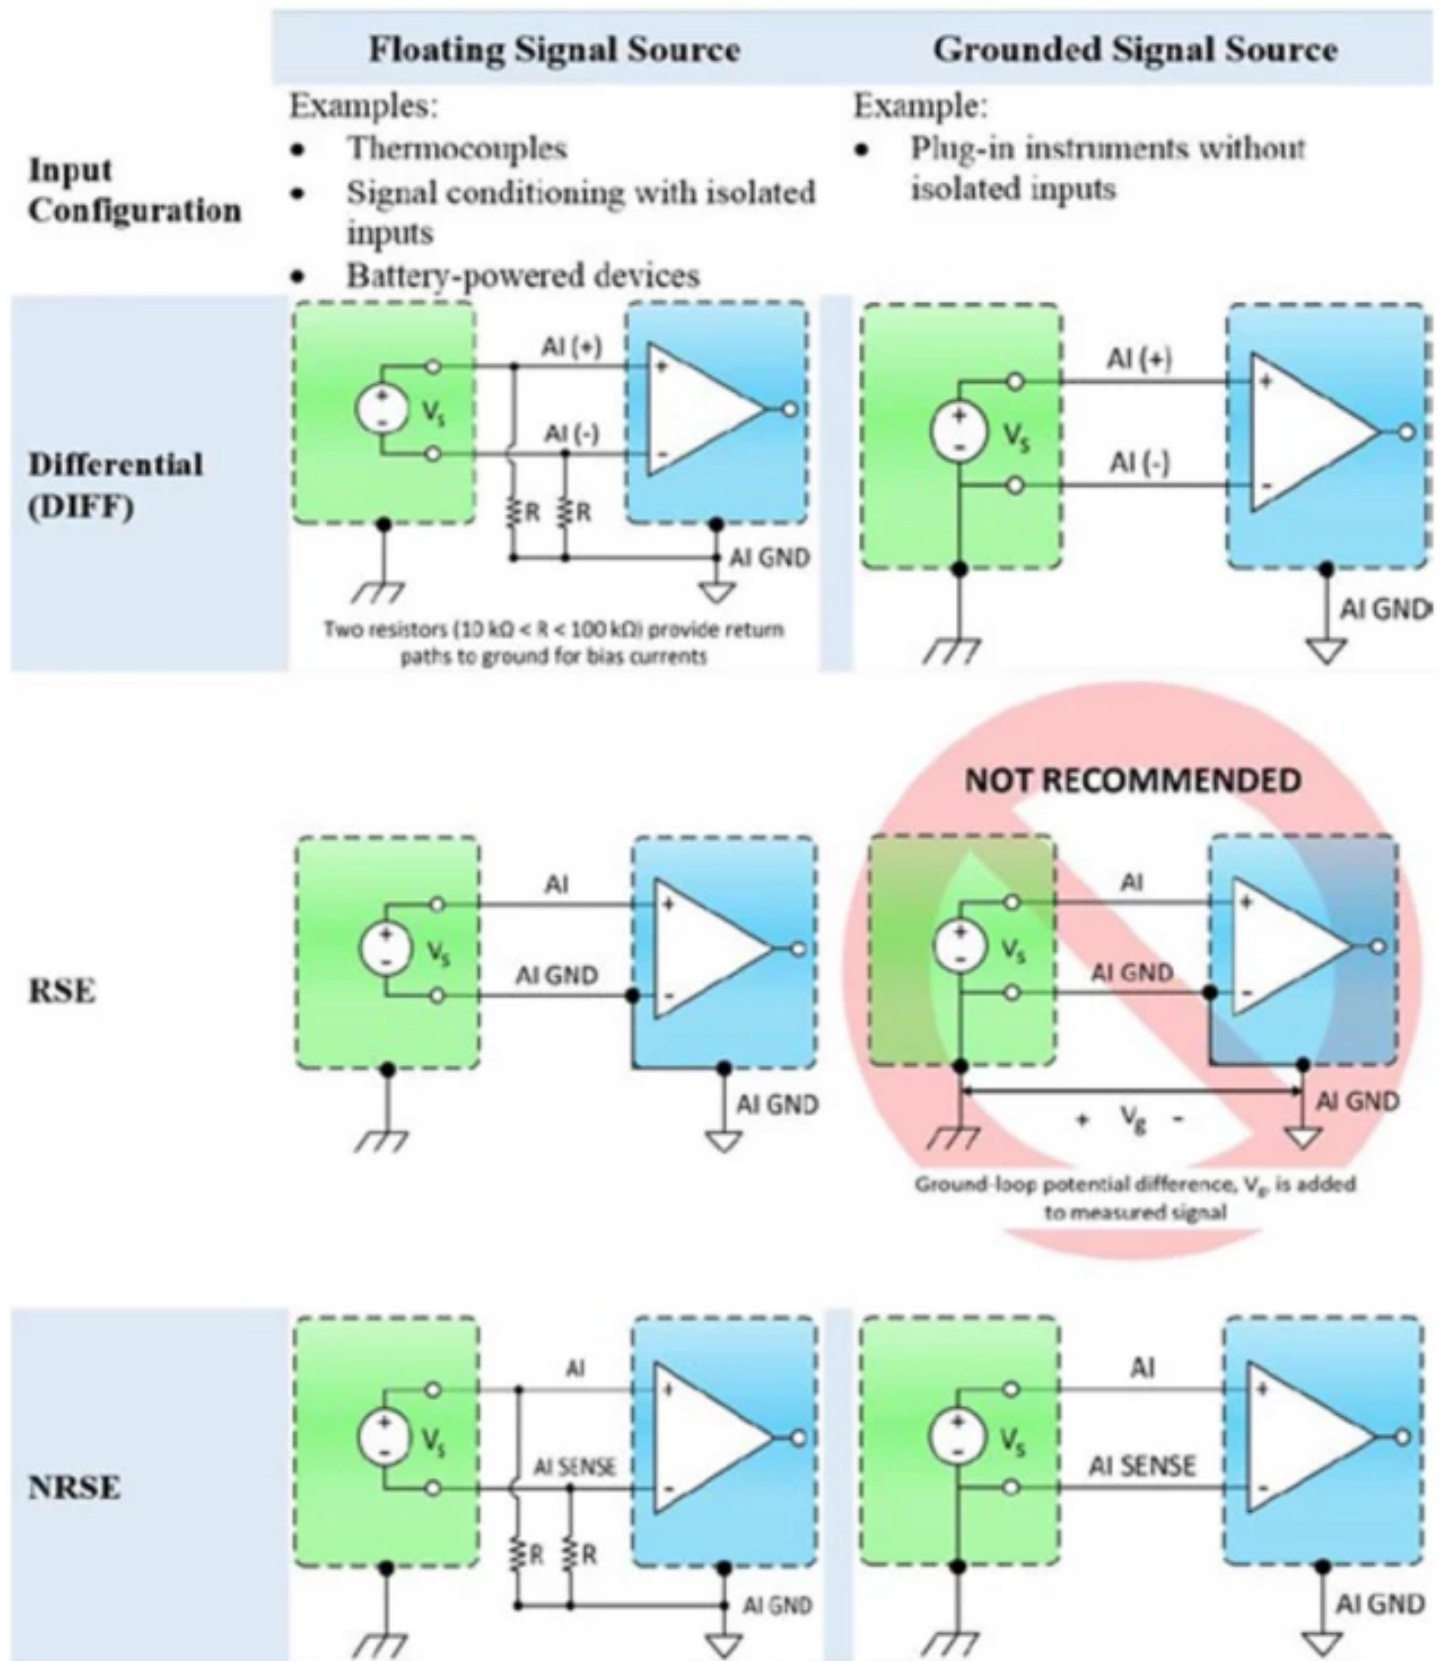 Floating Signal Source
Grounded Signal Source
Input
Configuration
Examples:
• Thermocouples
• Signal conditioning with isolated
inputs
• Battery-powered devices
Example:
• Plug-in instruments without
isolated inputs
Differential
(DIFF)
AI (+)
+
+
-
Vs
AI (-)
-
R
R
AI GND
Two resistors (10 kΩ < R < 100 kΩ) provide return
paths to ground for bias currents
AI (+)
+
+
-
Vs
AI (-)
-
AI GND
RSE
AI
+
+
-
Vs
AI GND
-
AI GND
NOT RECOMMENDED
AI
+
+
-
Vs
AI GND
-
AI GND
+ Vg -
Ground-loop potential difference, Vg, is added
to measured signal
NRSE
AI
+
+
-
Vs
AI SENSE
-
R
R
AI GND
AI
+
+
-
Vs
AI SENSE
-
AI GND